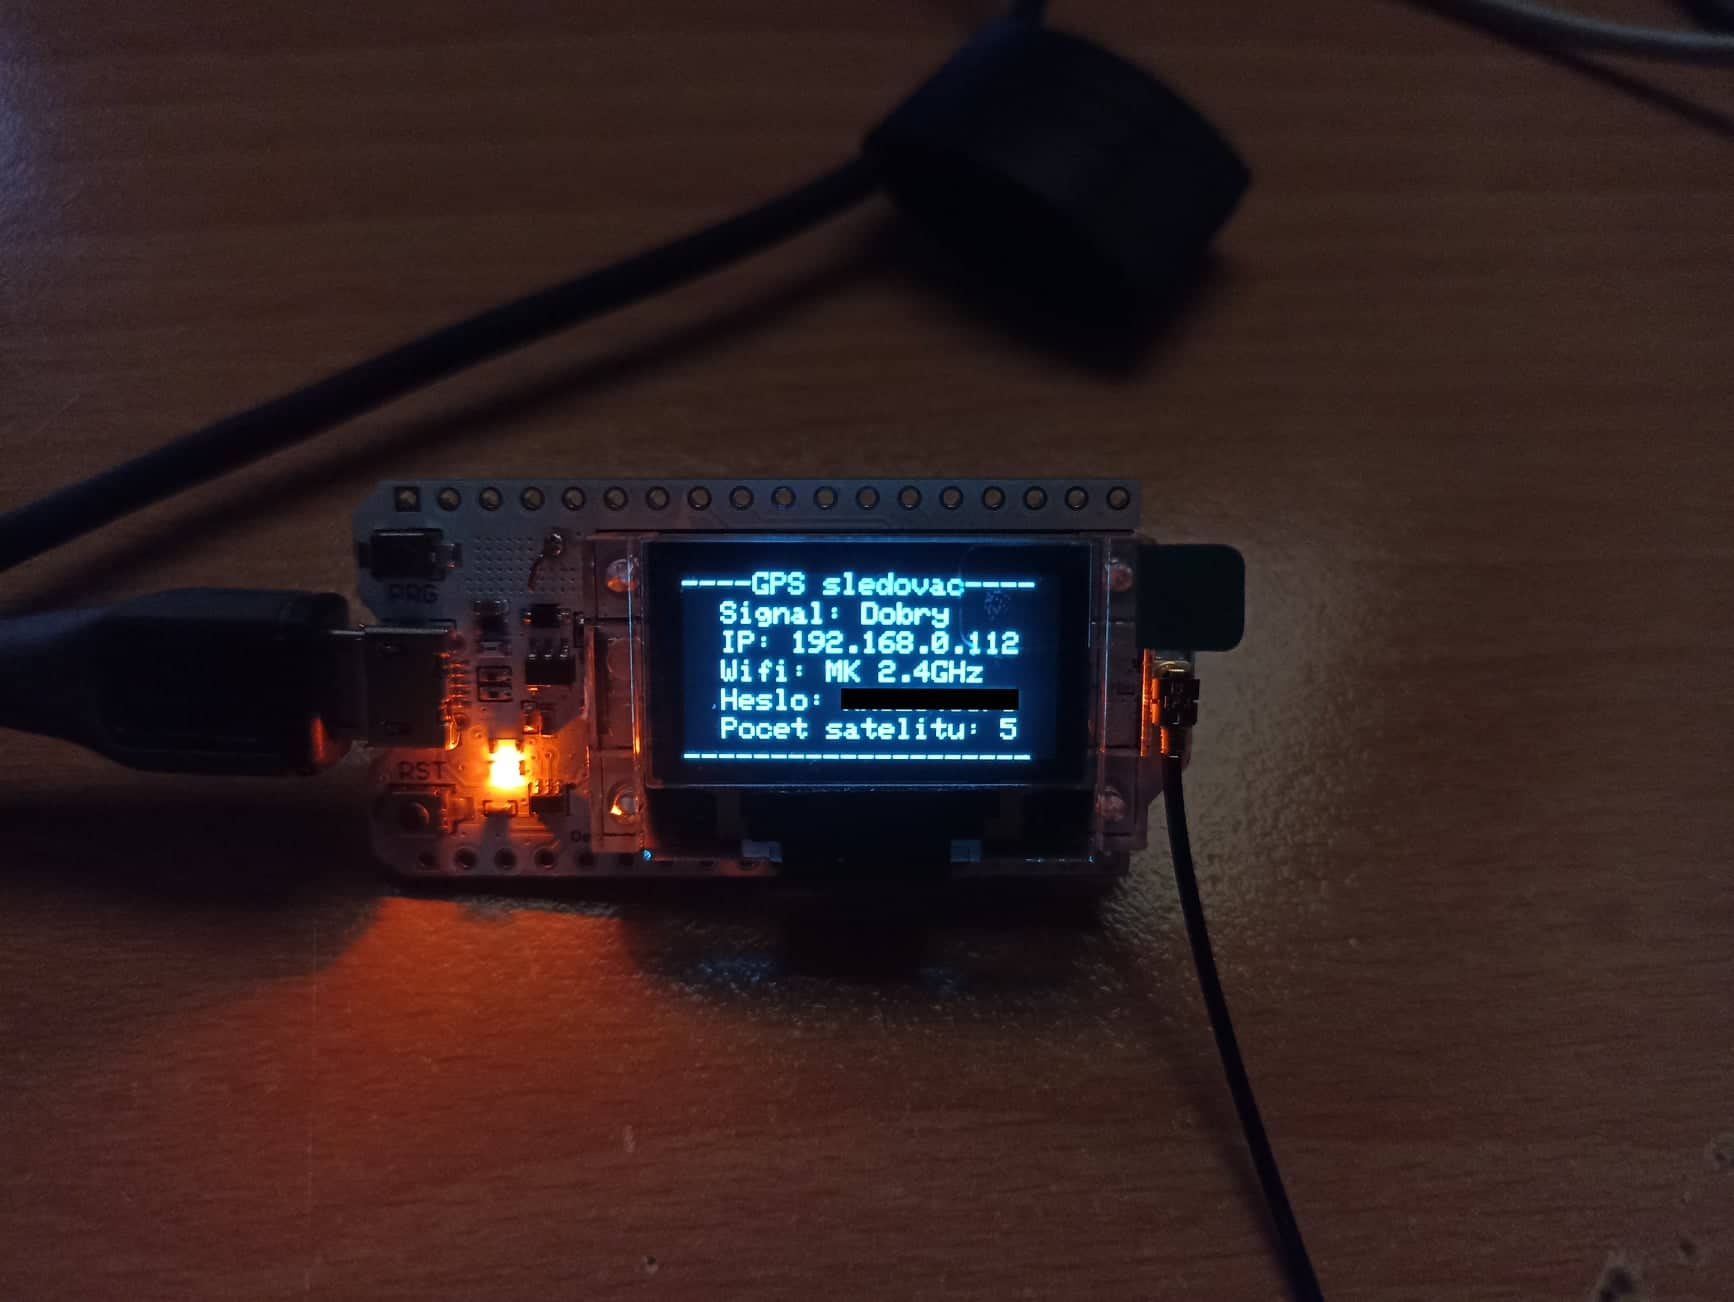 PRG
----GPS sledovac----
Signal: Dobry
IP: 192.168.0.112
Wifi: MK 2.4GHz
Heslo:
Pocet satelitu: 5
--------------------
RST